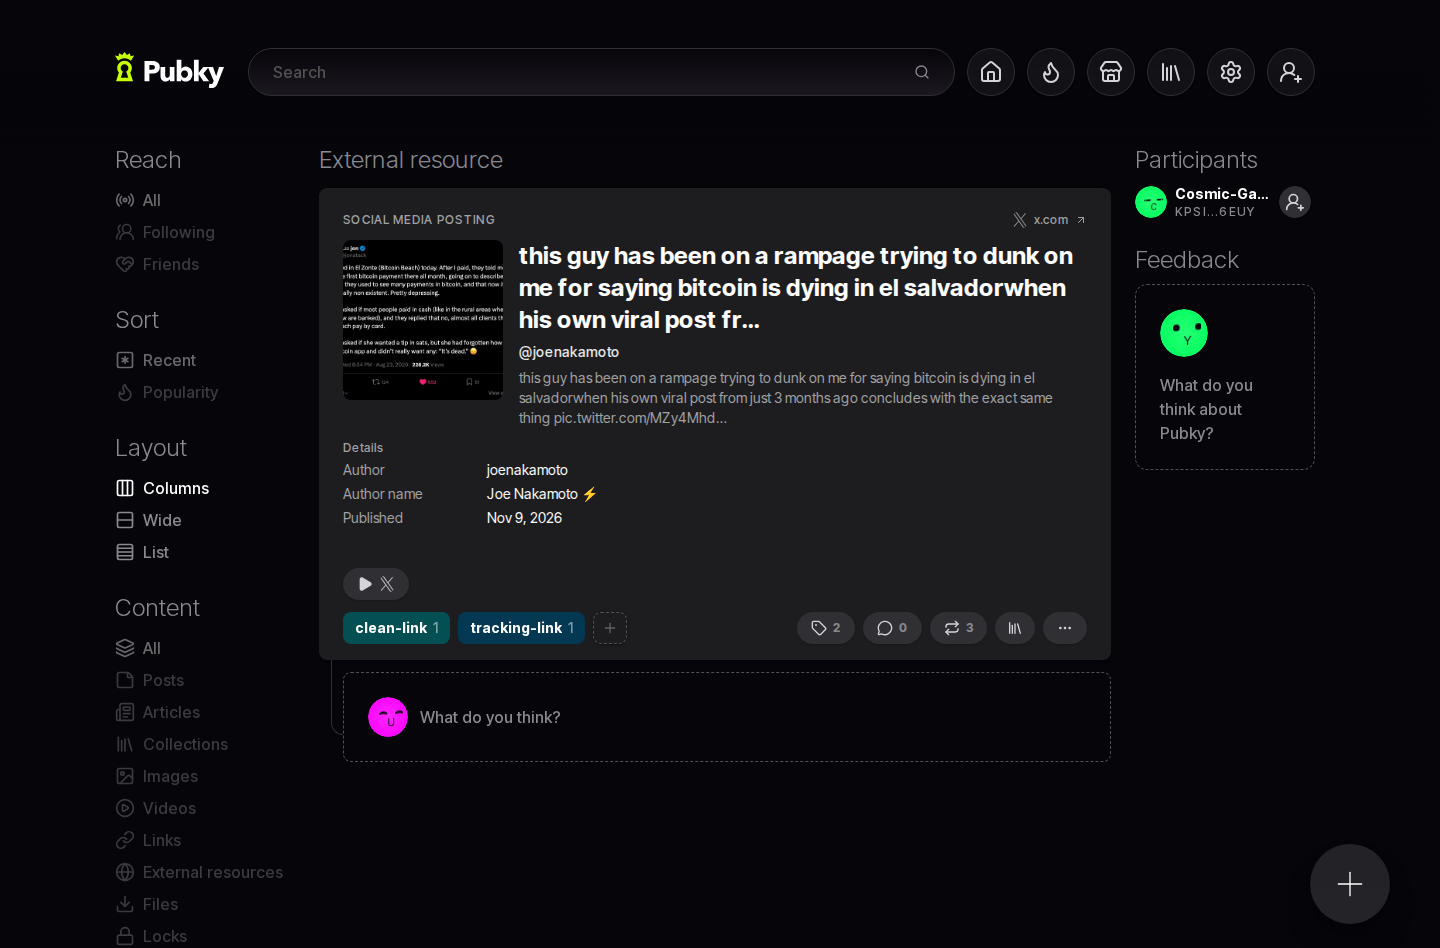 Pubky
Search
Reach
All
Following
Friends
Sort
Recent
Popularity
Layout
Columns
Wide
List
Content
All
Posts
Articles
Collections
Images
Videos
Links
External resources
Files
Locks
External resource
SOCIAL MEDIA POSTING
x.com
this guy has been on a rampage trying to dunk on
me for saying bitcoin is dying in el salvadorwhen
his own viral post fr...
@joenakamoto
this guy has been on a rampage trying to dunk on me for saying bitcoin is dying in el
salvadorwhen his own viral post from just 3 months ago concludes with the exact same
thing pic.twitter.com/MZy4Mhd...
Details
Author joenakamoto
Author name Joe Nakamoto ⚡
Published Nov 9, 2026
clean-link 1
tracking-link 1
2
0
3
What do you think?
Participants
Cosmic-Ga...
KPSI...6EUY
Feedback
What do you
think about
Pubky?